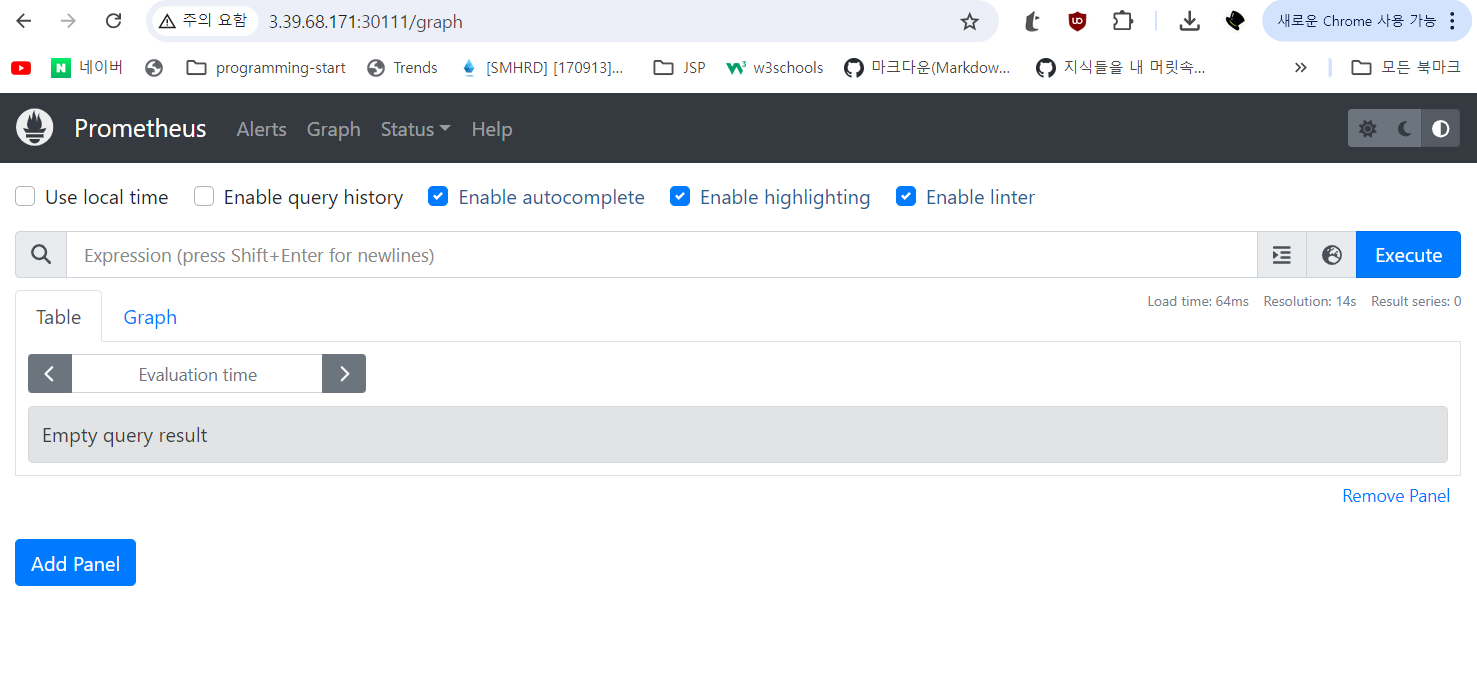 주의 요함 3.39.68.171:30111/graph 새로운 Chrome 사용 가능
N 네이버 programming-start Trends [SMHRD] [170913]... JSP w3schools 마크다운(Markdow... 지식들을 내 머릿속... » 모든 북마크
Prometheus Alerts Graph Status Help
Use local time Enable query history Enable autocomplete Enable highlighting Enable linter
Expression (press Shift+Enter for newlines) Execute
Load time: 64ms Resolution: 14s Result series: 0
Table Graph
Evaluation time
Empty query result
Remove Panel
Add Panel